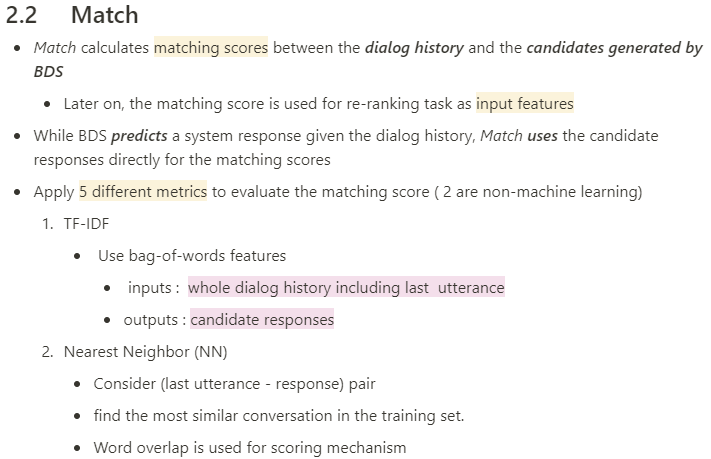 2.2 Match
• Match calculates matching scores between the dialog history and the candidates generated by
BDS
• Later on, the matching score is used for re-ranking task as input features
• While BDS predicts a system response given the dialog history, Match uses the candidate
responses directly for the matching scores
• Apply 5 different metrics to evaluate the matching score ( 2 are non-machine learning)
1. TF-IDF
• Use bag-of-words features
• inputs : whole dialog history including last utterance
• outputs : candidate responses
2. Nearest Neighbor (NN)
• Consider (last utterance - response) pair
• find the most similar conversation in the training set.
• Word overlap is used for scoring mechanism